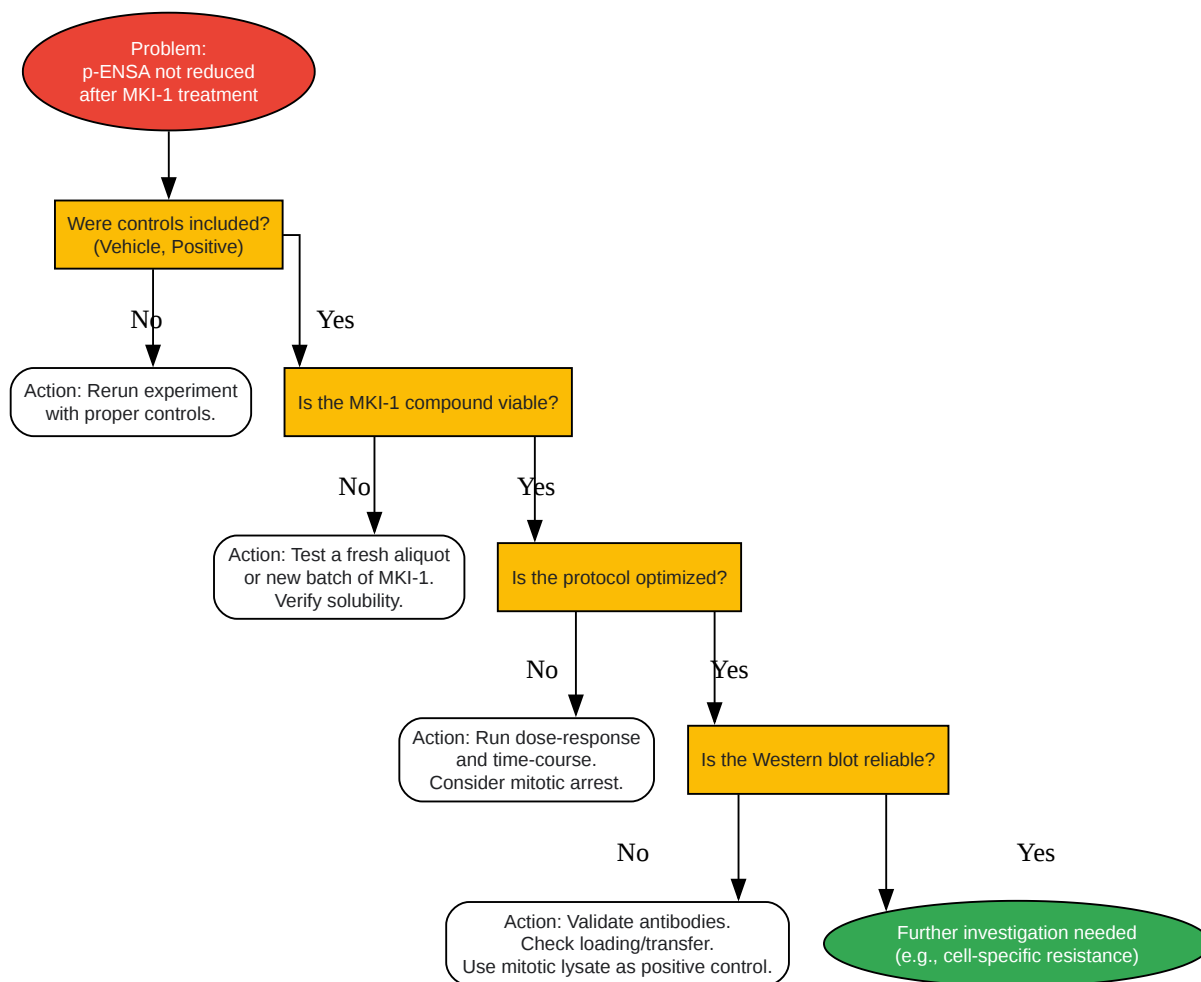 Problem:
p-ENSA not reduced
after MKI-1 treatment
Were controls included?
(Vehicle, Positive)
No
Yes
Action: Rerun experiment
with proper controls.
Is the MKI-1 compound viable?
No
Yes
Action: Test a fresh aliquot
or new batch of MKI-1.
Verify solubility.
Is the protocol optimized?
No
Yes
Action: Run dose-response
and time-course.
Consider mitotic arrest.
Is the Western blot reliable?
No
Yes
Action: Validate antibodies.
Check loading/transfer.
Use mitotic lysate as positive control.
Further investigation needed
(e.g., cell-specific resistance)